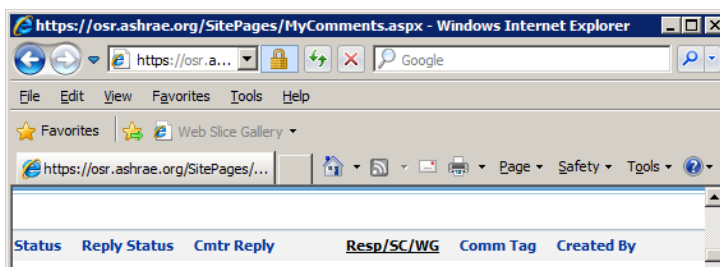 https://osr.ashrae.org/SitePages/MyComments.aspx - Windows Internet Explorer
https://osr.a... Google
File Edit View Favorites Tools Help
Favorites Web Slice Gallery
https://osr.ashrae.org/SitePages/... Page Safety Tools
Status Reply Status Cmtr Reply Resp/SC/WG Comm Tag Created By